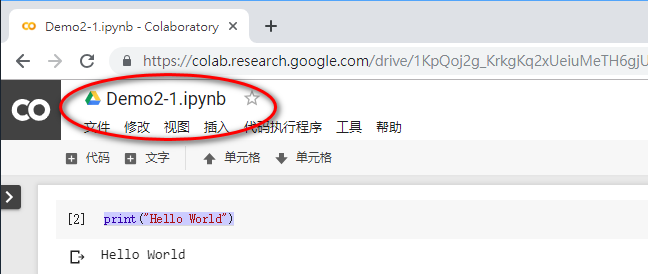 Demo2-1.ipynb - Colaboratory
https://colab.research.google.com/drive/1KpQoj2g_KrkgKq2xUeiuMeTH6gjU
CO
Demo2-1.ipynb
文件 修改 视图 插入 代码执行程序 工具 帮助
代码 文字 单元格 单元格
[2] print("Hello World")
Hello World